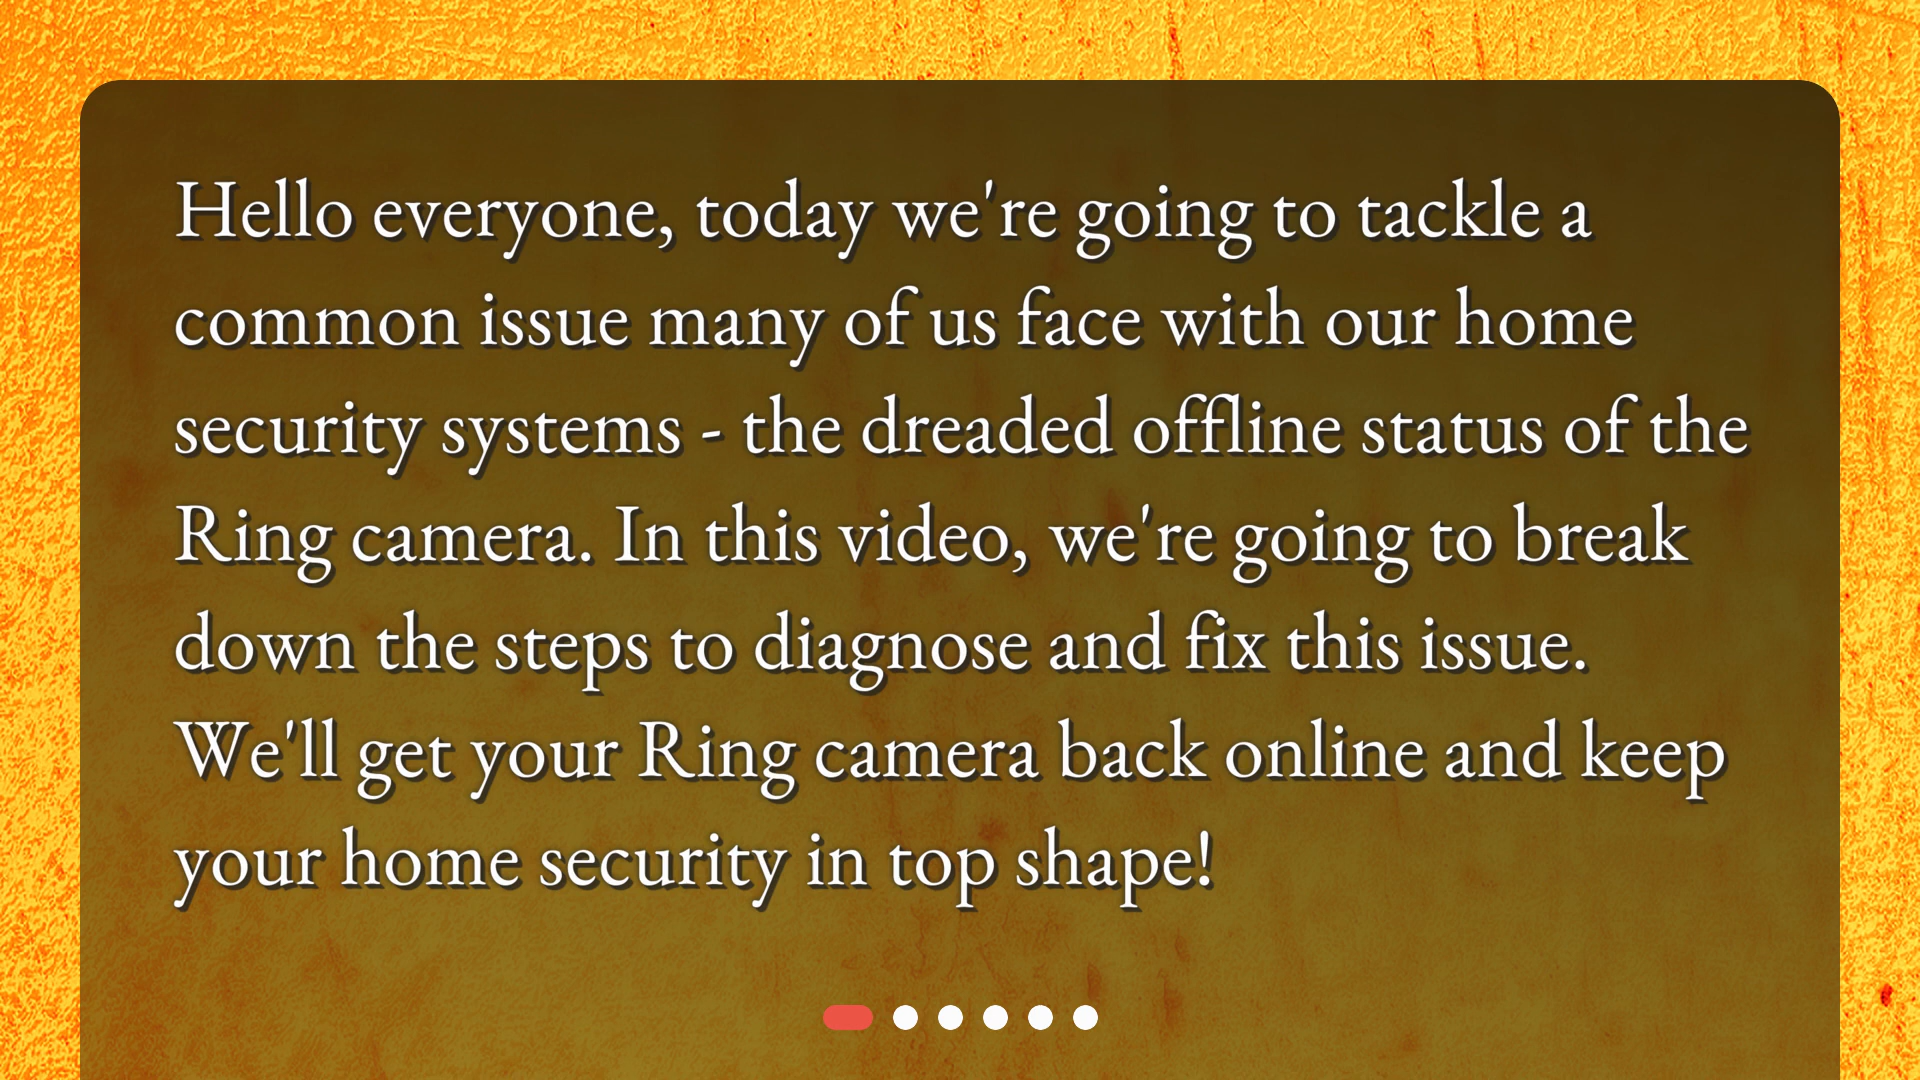 Hello everyone, today we're going to tackle a
common issue many of us face with our home
security systems - the dreaded offline status of the
Ring camera. In this video, we're going to break
down the steps to diagnose and fix this issue.
We'll get your Ring camera back online and keep
your home security in top shape!